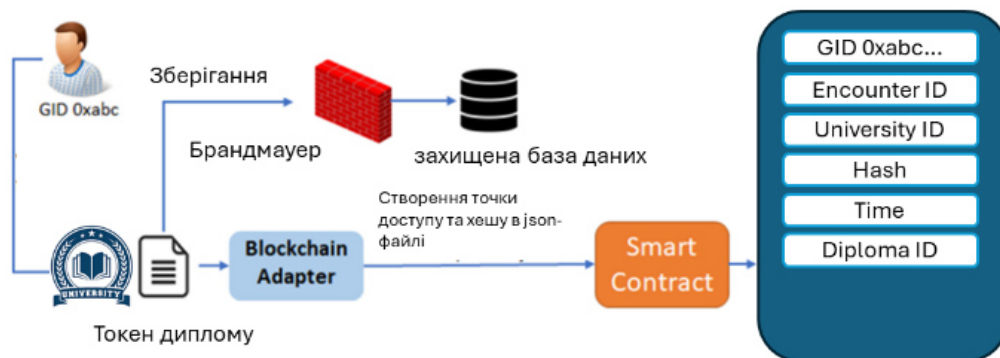 GID 0xabc
Зберігання
Брандмауер
захищена база даних
UNIVERSITY
Токен диплому
Blockchain
Adapter
Створення точки
доступу та хешу в json-
файлі
Smart
Contract
GID 0xabc...
Encounter ID
University ID
Hash
Time
Diploma ID